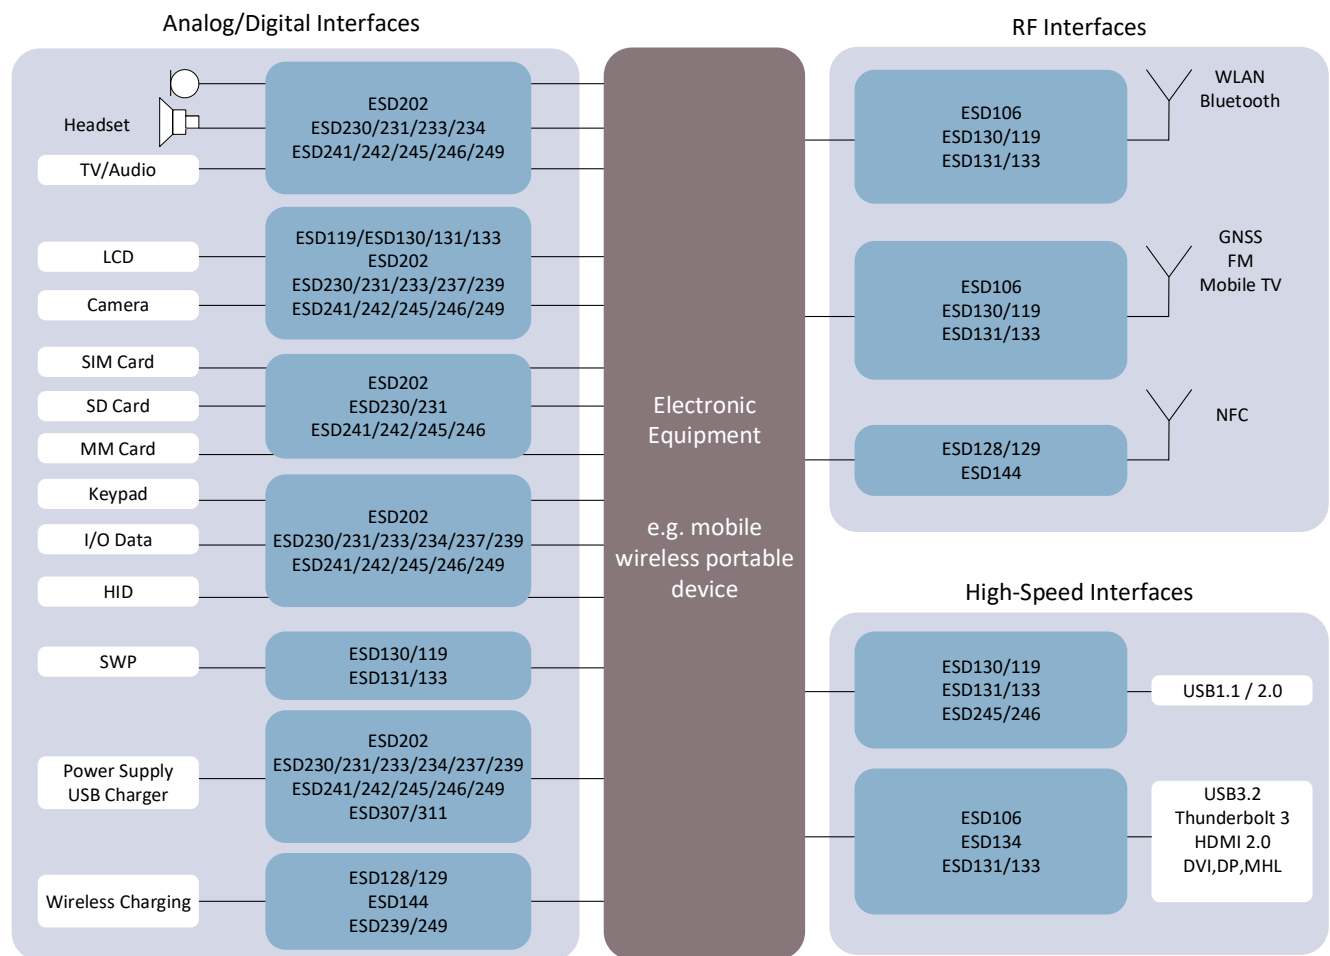 Analog/Digital Interfaces
Headset
TV/Audio
ESD202
ESD230/231/233/234
ESD241/242/245/246/249
LCD
Camera
ESD119/ESD130/131/133
ESD202
ESD230/231/233/237/239
ESD241/242/245/246/249
SIM Card
SD Card
MM Card
ESD202
ESD230/231
ESD241/242/245/246
Keypad
I/O Data
HID
ESD202
ESD230/231/233/234/237/239
ESD241/242/245/246/249
SWP
ESD130/119
ESD131/133
Power Supply
USB Charger
ESD202
ESD230/231/233/234/237/239
ESD241/242/245/246/249
ESD307/311
Wireless Charging
ESD128/129
ESD144
ESD239/249
Electronic
Equipment
e.g. mobile
wireless portable
device
RF Interfaces
ESD106
ESD130/119
ESD131/133
WLAN
Bluetooth
ESD106
ESD130/119
ESD131/133
GNSS
FM
Mobile TV
ESD128/129
ESD144
NFC
High-Speed Interfaces
ESD130/119
ESD131/133
ESD245/246
USB1.1 / 2.0
ESD106
ESD134
ESD131/133
USB3.2
Thunderbolt 3
HDMI 2.0
DVI,DP,MHL